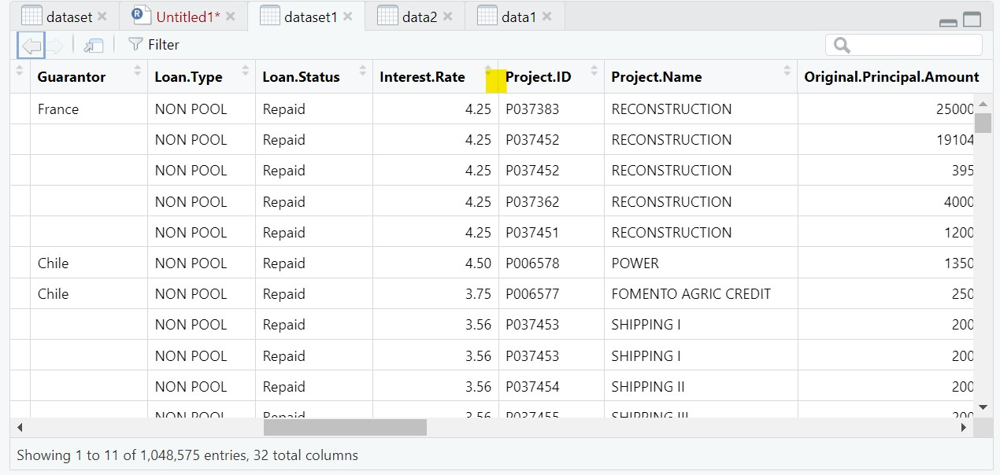 dataset Untitled1* dataset1 data2 data1
Filter
Guarantor Loan.Type Loan.Status Interest.Rate Project.ID Project.Name Original.Principal.Amount
France NON POOL Repaid 4.25 P037383 RECONSTRUCTION 25000
NON POOL Repaid 4.25 P037452 RECONSTRUCTION 19104
NON POOL Repaid 4.25 P037452 RECONSTRUCTION 395
NON POOL Repaid 4.25 P037362 RECONSTRUCTION 4000
NON POOL Repaid 4.25 P037451 RECONSTRUCTION 1200
Chile NON POOL Repaid 4.50 P006578 POWER 1350
Chile NON POOL Repaid 3.75 P006577 FOMENTO AGRIC CREDIT 250
NON POOL Repaid 3.56 P037453 SHIPPING I 200
NON POOL Repaid 3.56 P037453 SHIPPING I 200
NON POOL Repaid 3.56 P037454 SHIPPING II 200
NON POOL Repaid 3.56 P037455 SHIPPING III 200
Showing 1 to 11 of 1,048,575 entries, 32 total columns